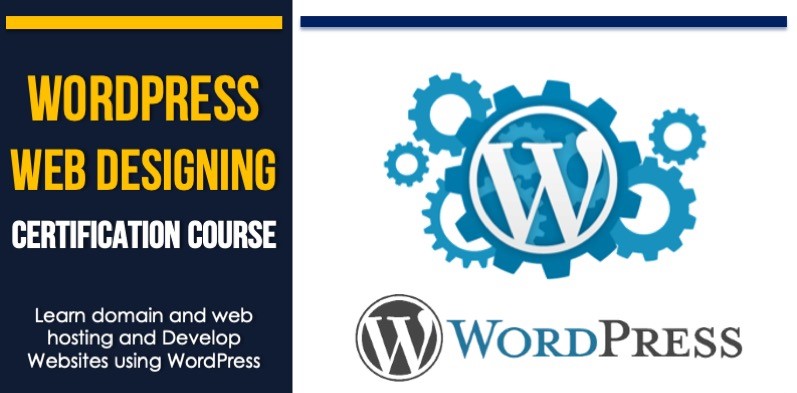 WORDPRESS
WEB DESIGNING
CERTIFICATION COURSE
Learn domain and web
hosting and Develop
Websites using WordPress
W
W WORDPRESS